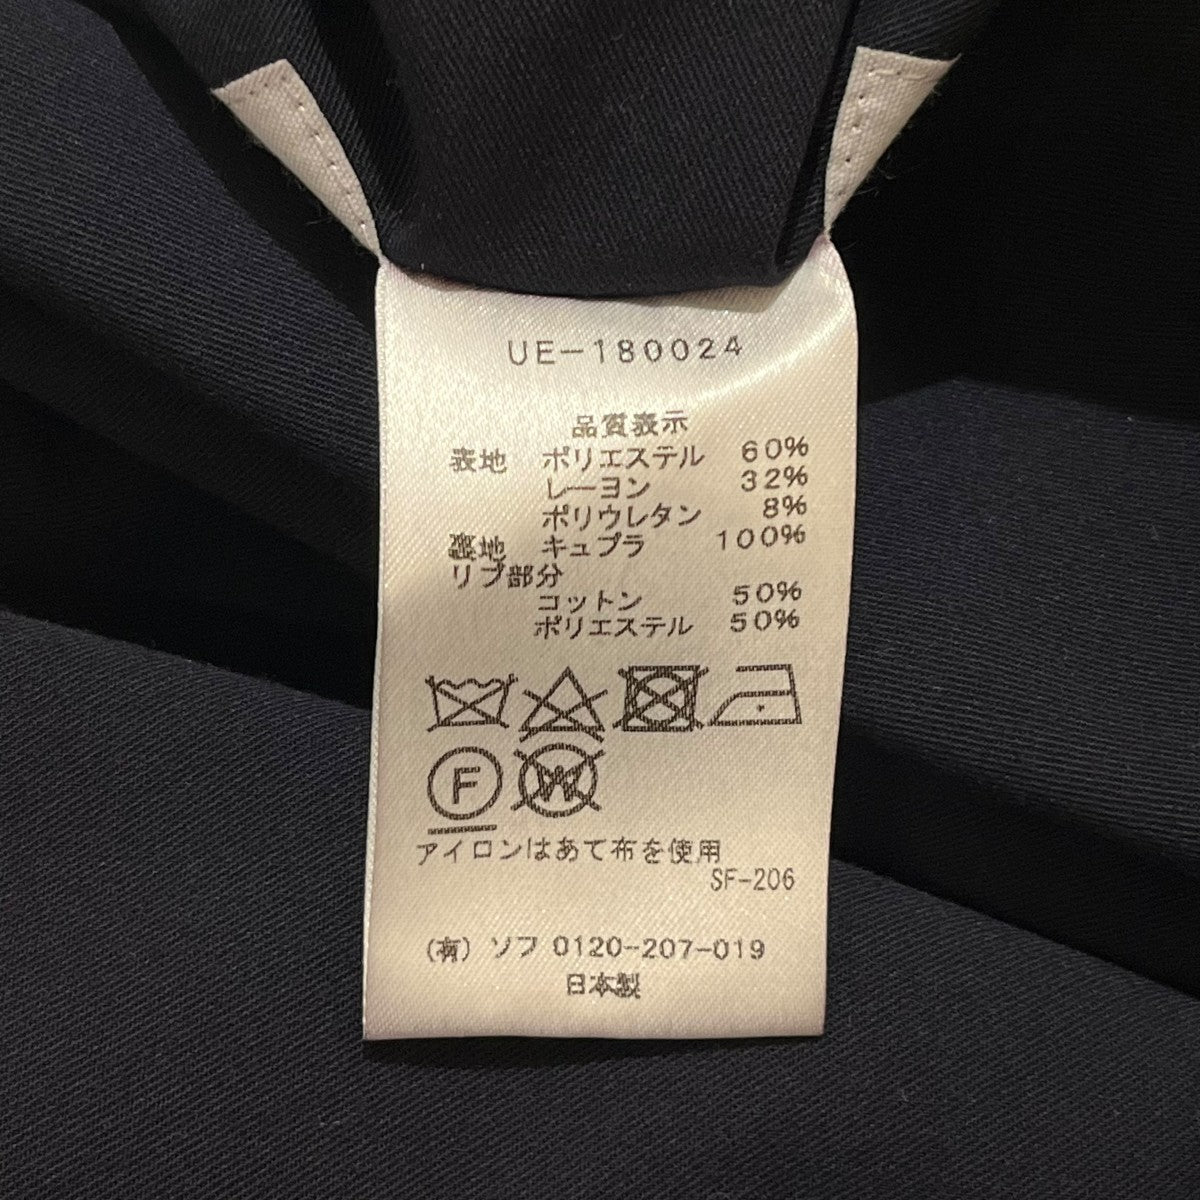 UE-180024
品質表示
表地 ポリエステル 60%
レーヨン 32%
ポリウレタン 8%
裏地 キュプラ 100%
リブ部分
コットン 50%
ポリエステル 50%
F W
アイロンはあて布を使用
SF-206
(有) ソフ 0120-207-019
日本製